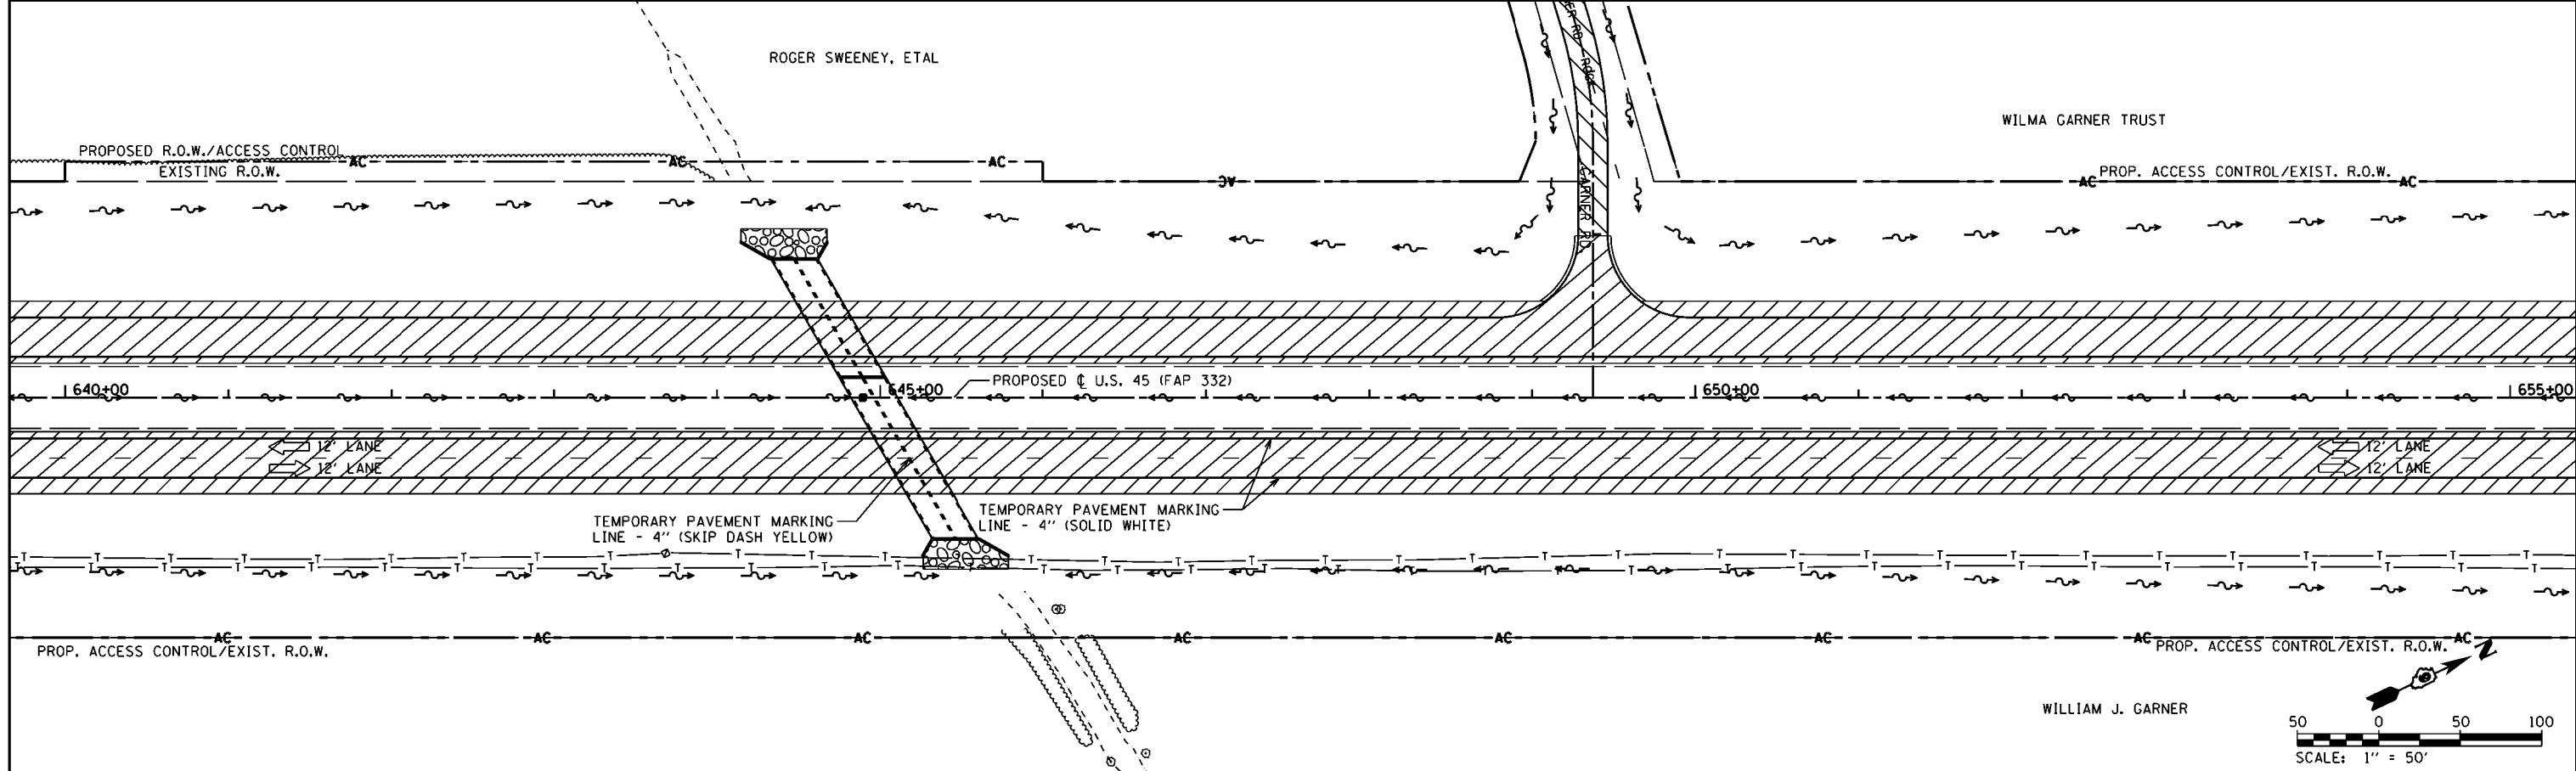 ROGER SWEENEY, ETAL
WILMA GARNER TRUST
PROPOSED R.O.W./ACCESS CONTROL
AC AC AC
EXISTING R.O.W.
AC
GARNER RD
PROP. ACCESS CONTROL/EXIST. R.O.W.
AC AC
640+00
645+00
PROPOSED ℄ U.S. 45 (FAP 332)
650+00
655+00
12' LANE
12' LANE
12' LANE
12' LANE
TEMPORARY PAVEMENT MARKING
LINE - 4'' (SKIP DASH YELLOW)
TEMPORARY PAVEMENT MARKING
LINE - 4'' (SOLID WHITE)
T T T T T T T T T T T T T T T T T T T T T T T T T T T T T T T T T T
AC AC AC AC AC AC AC AC
PROP. ACCESS CONTROL/EXIST. R.O.W.
PROP. ACCESS CONTROL/EXIST. R.O.W.
N
WILLIAM J. GARNER
50 0 50 100
SCALE: 1'' = 50'